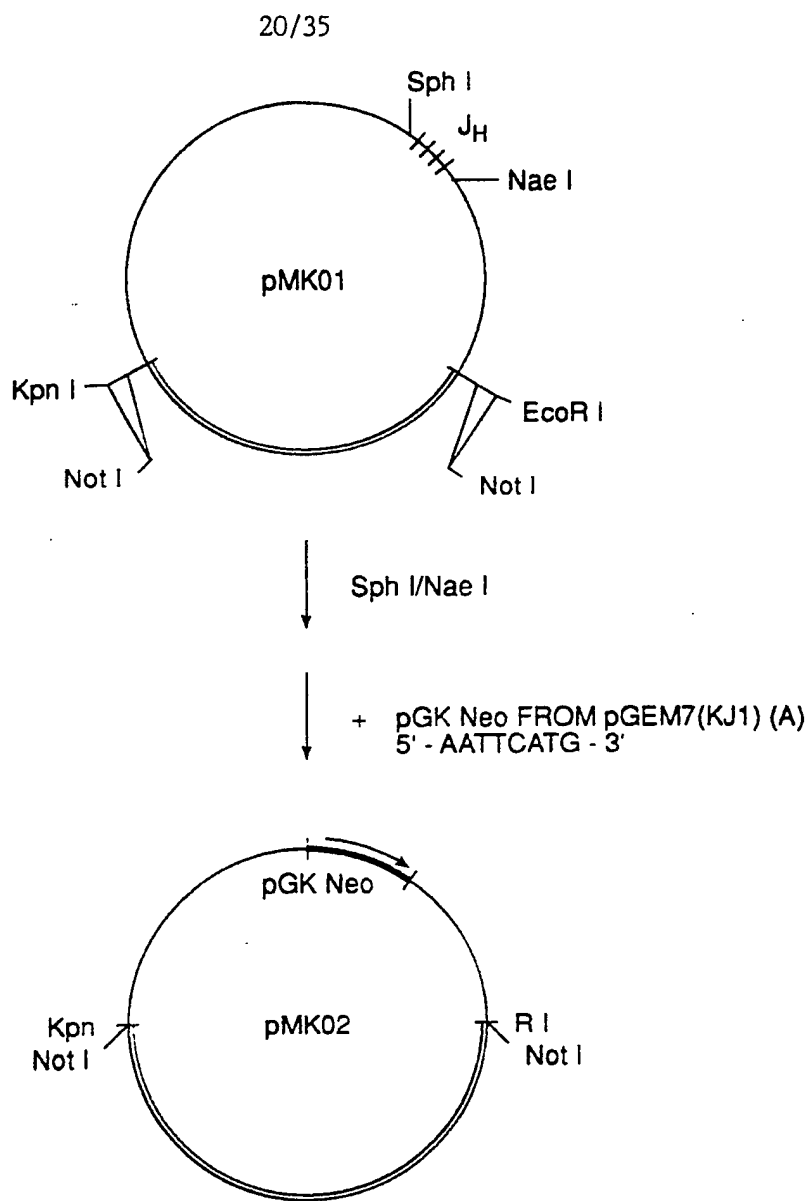 20/35
Sph I
JH
Nae I
pMK01
Kpn I
EcoR I
Not I
Not I
Sph I/Nae I
+ pGK Neo FROM pGEM7(KJ1) (A)
5' - AATTCATG - 3'
pGK Neo
Kpn
pMK02
R I
Not I
Not I